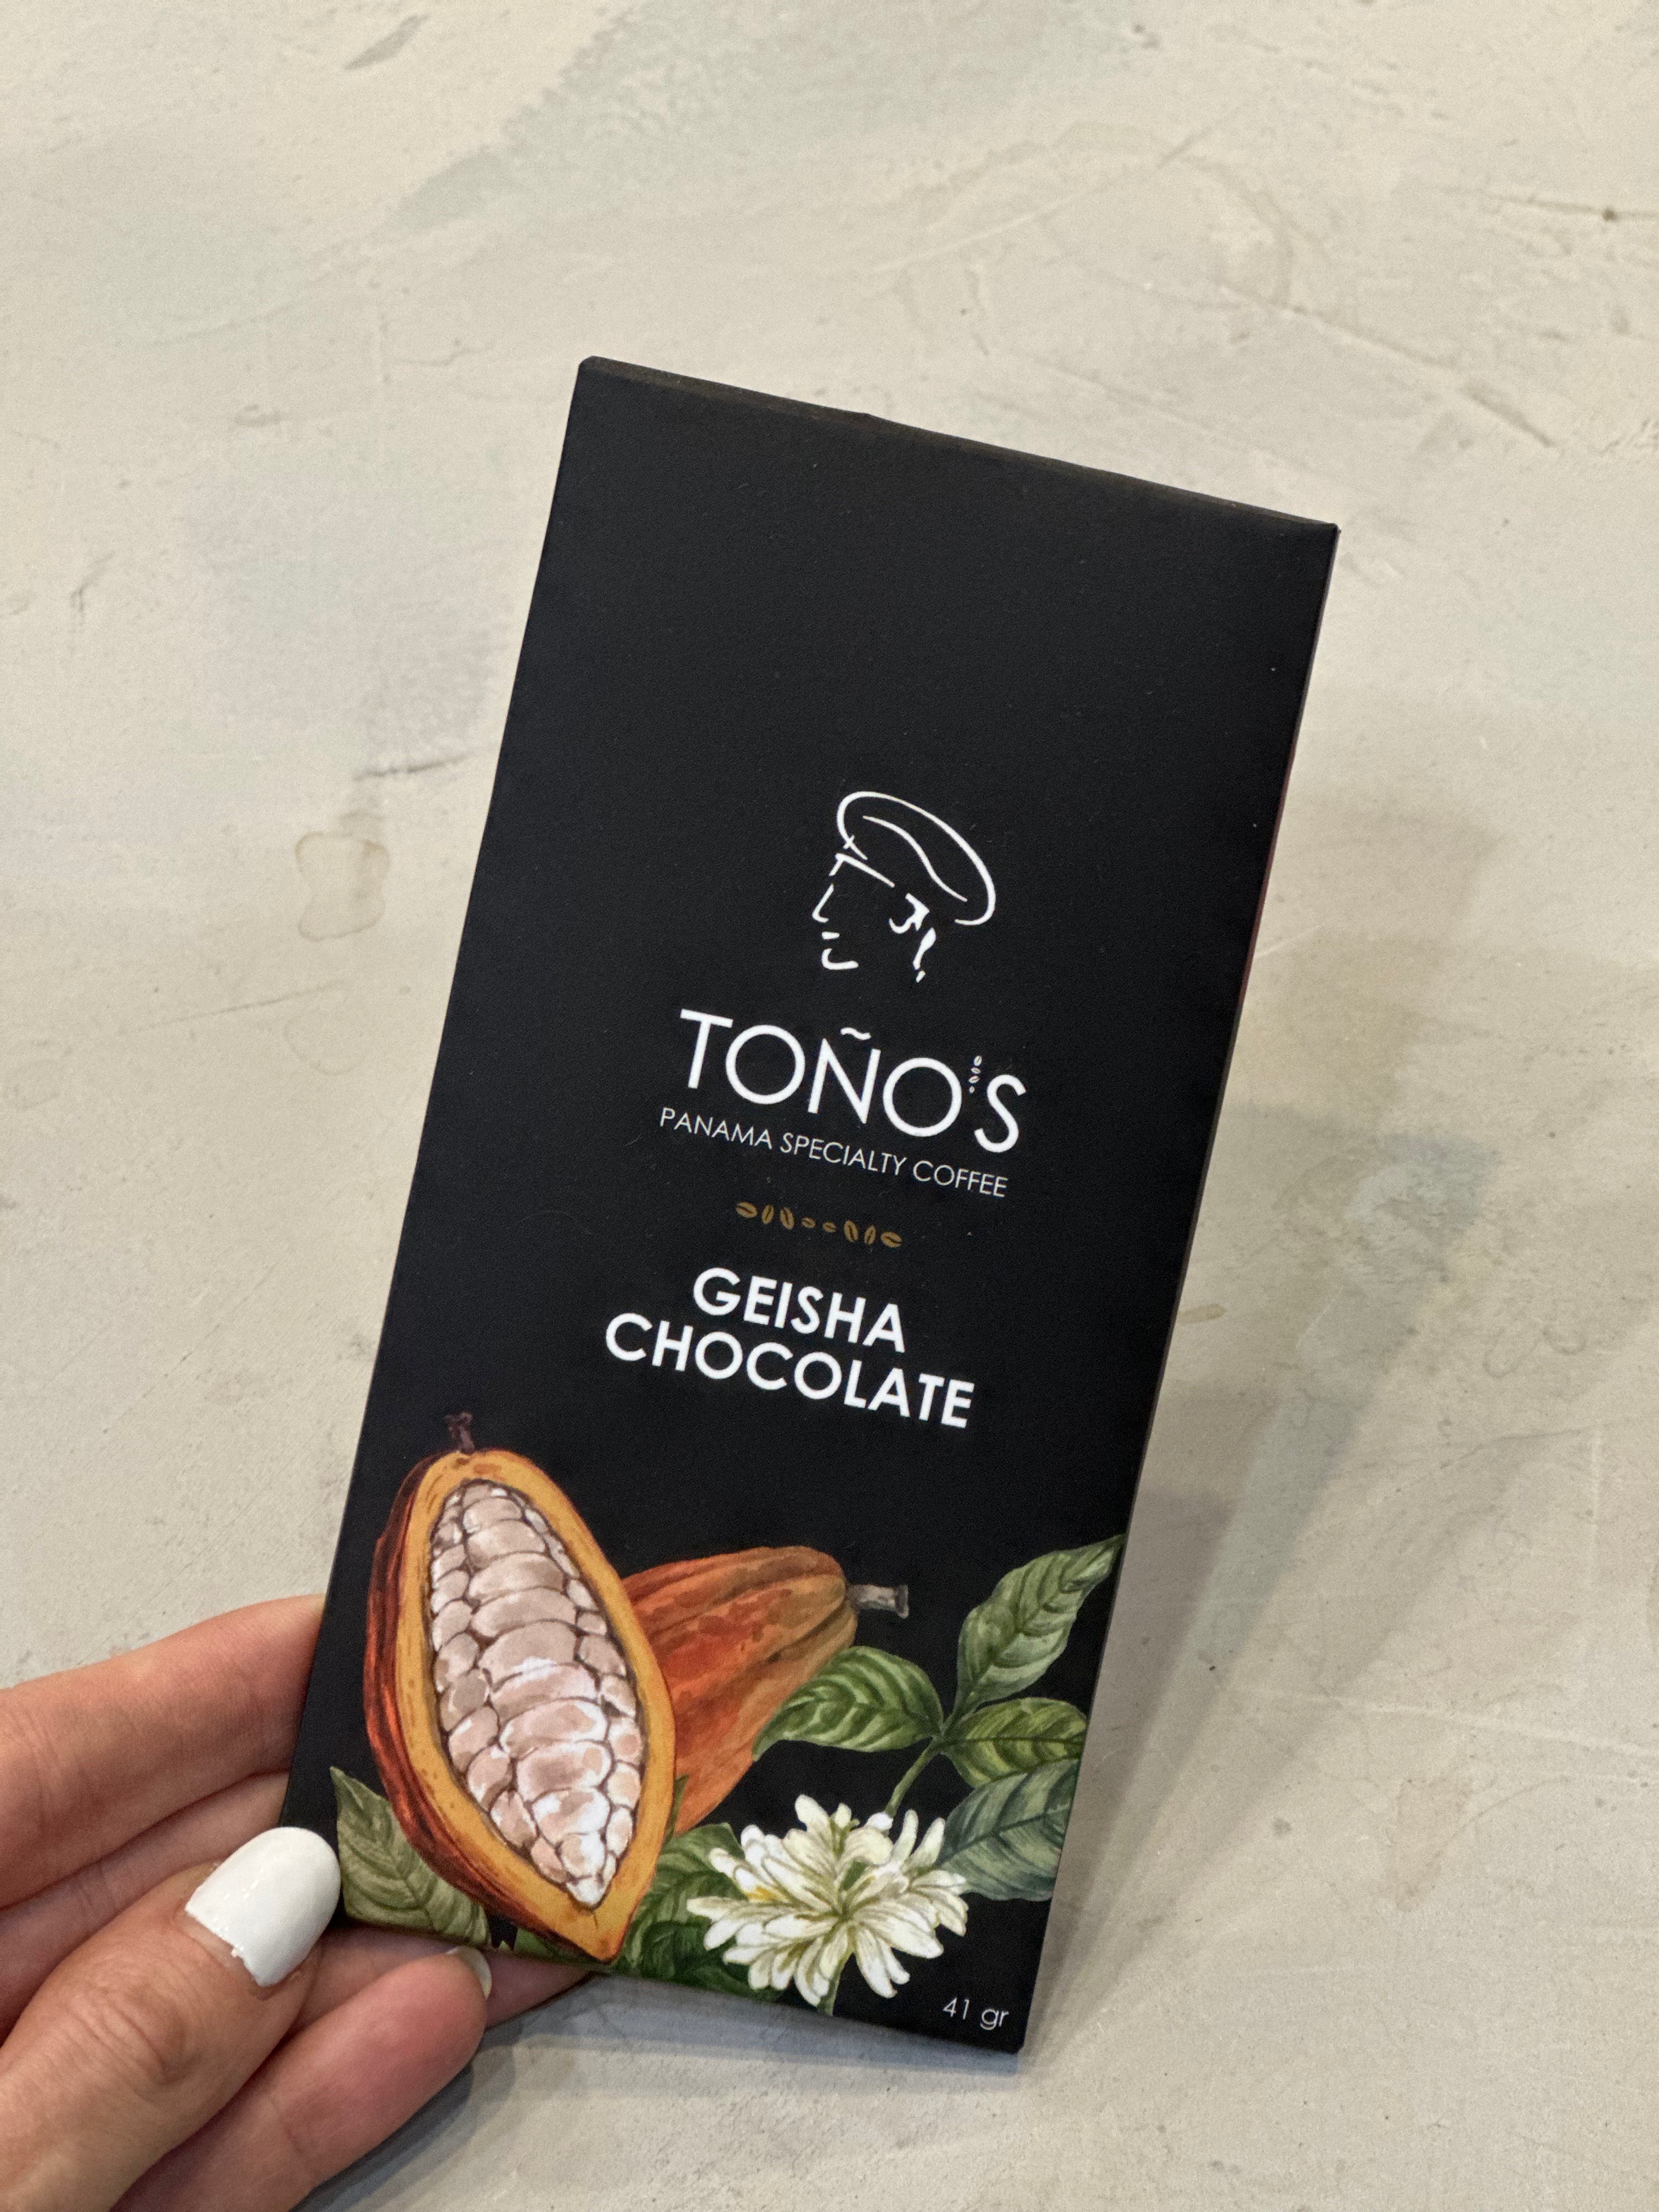 TOÑO'S
PANAMA SPECIALTY COFFEE
GEISHA
CHOCOLATE
41 gr